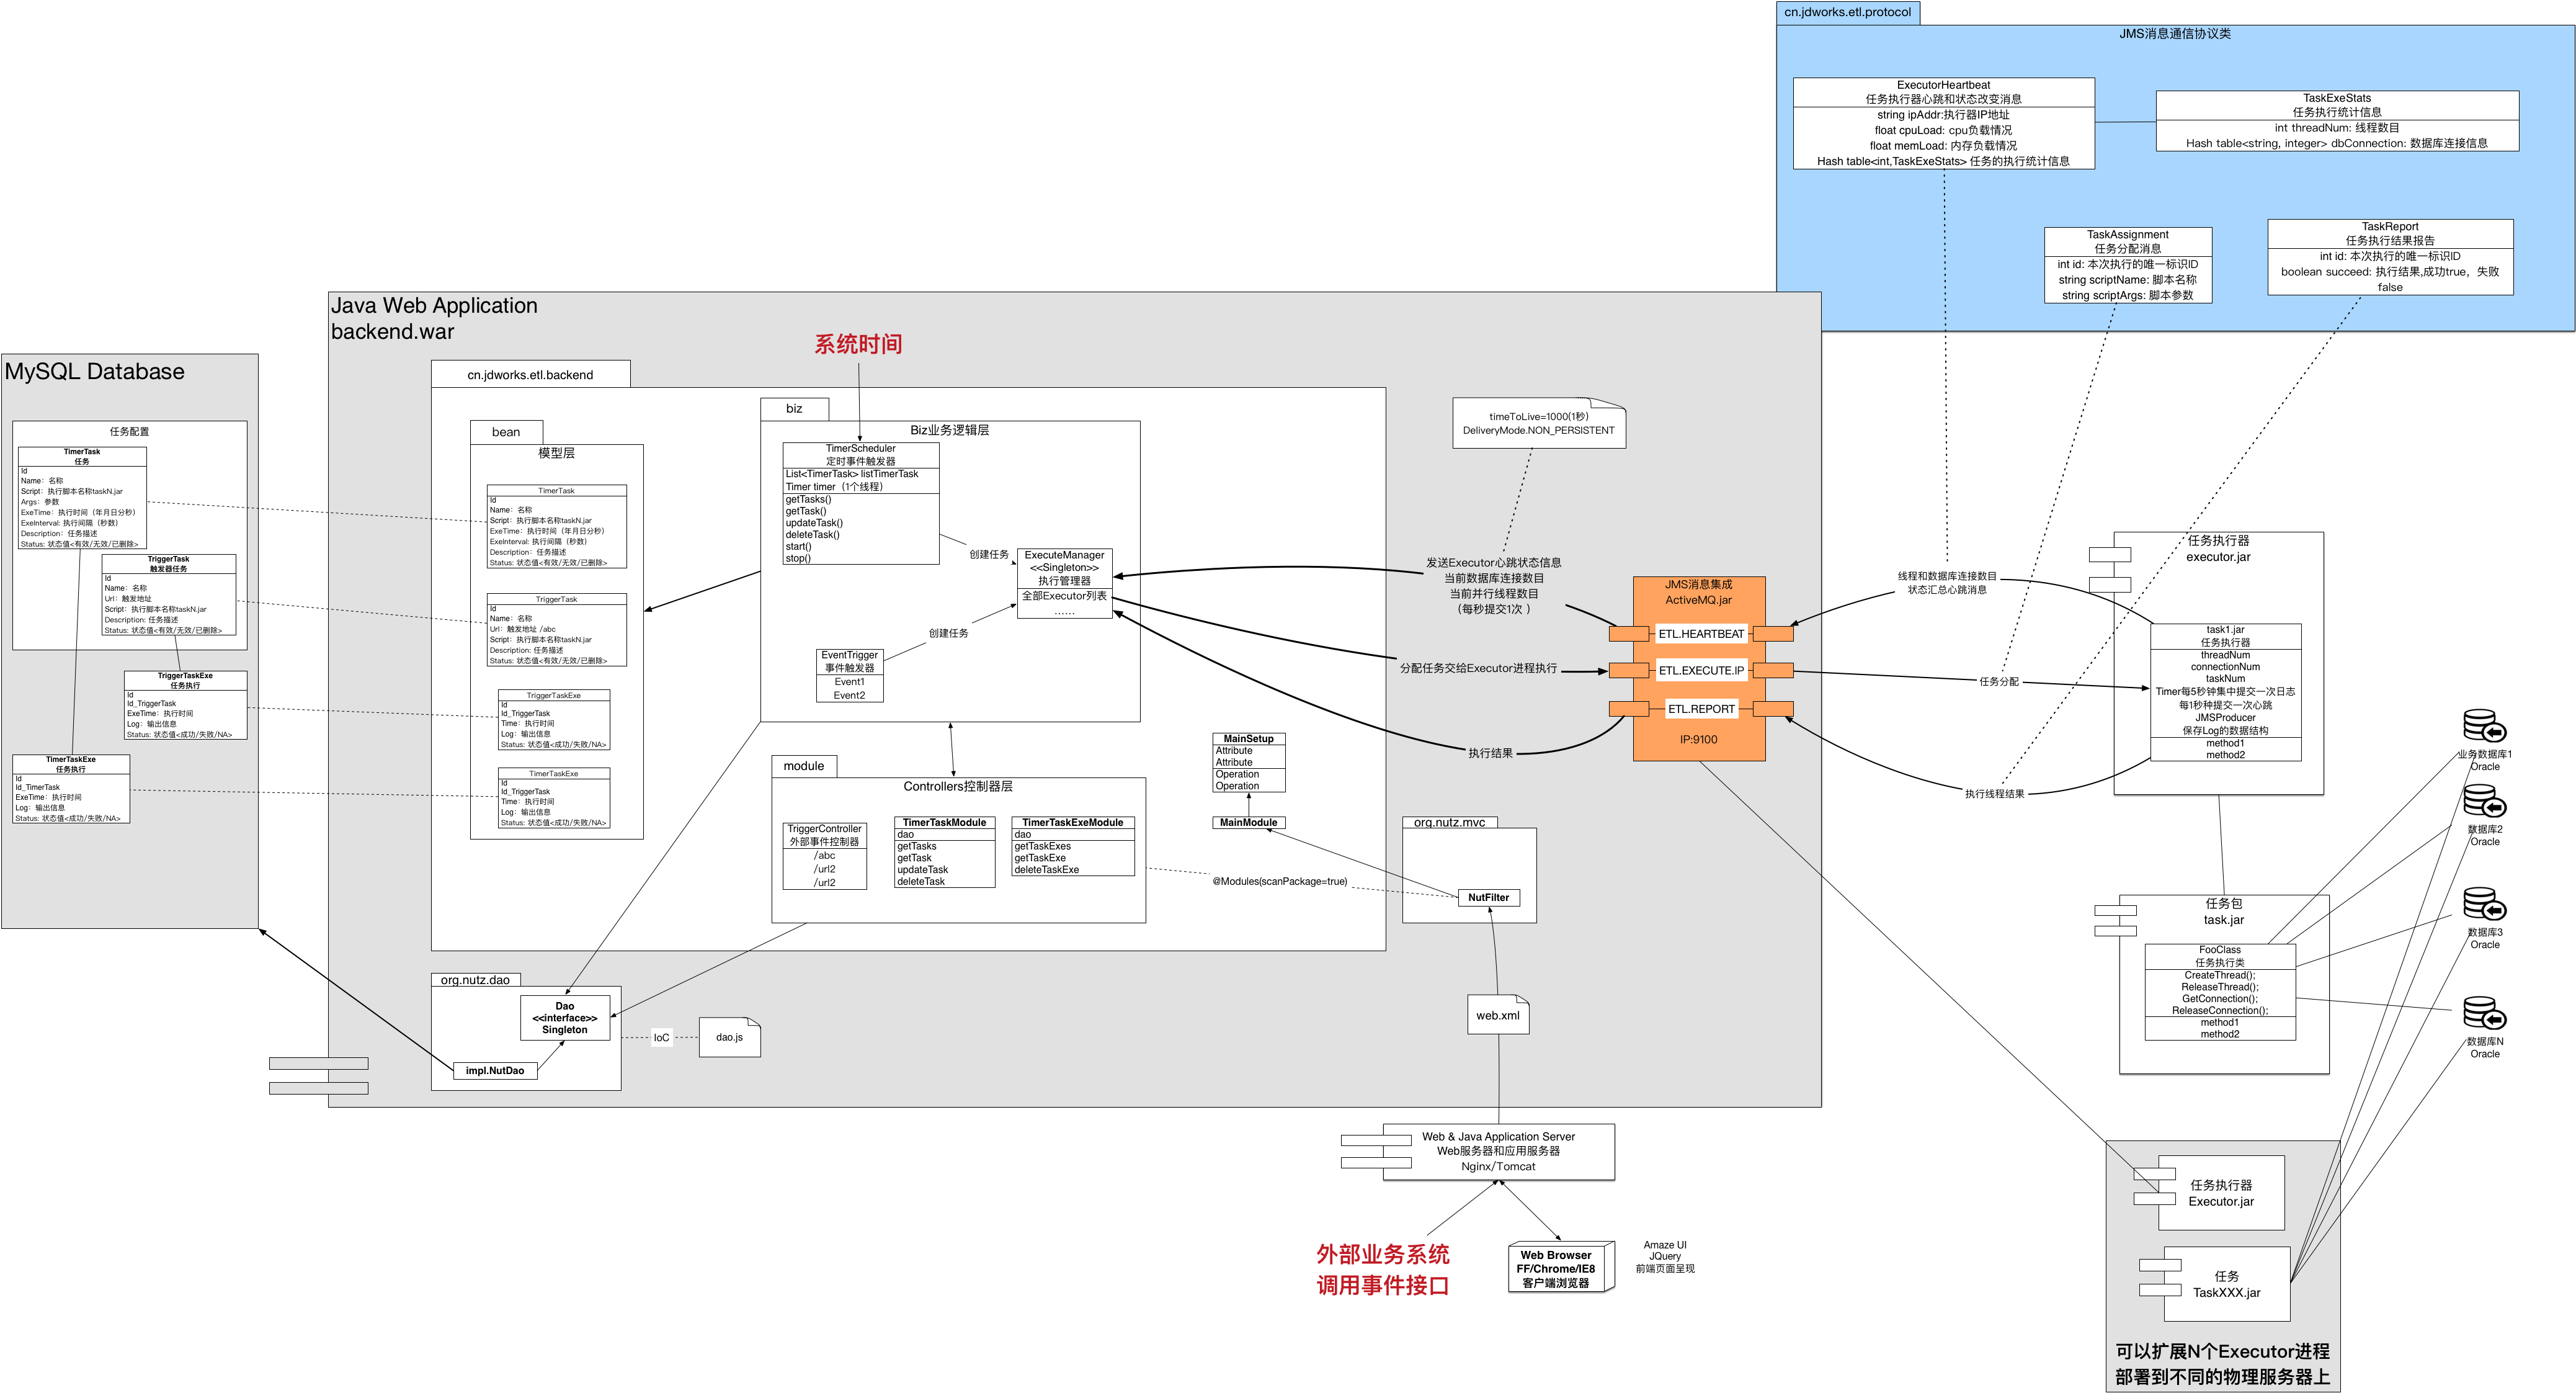 cn.jdworks.etl.protocol
JMS消息通信协议类
ExecutorHeartbeat
任务执行器心跳和状态改变消息
string ipAddr:执行器IP地址
float cpuLoad: cpu负载情况
float memLoad: 内存负载情况
Hash table<int,TaskExeStats> 任务的执行统计信息
TaskExeStats
任务执行统计信息
int threadNum: 线程数目
Hash table<string, integer> dbConnection: 数据库连接信息
TaskAssignment
任务分配消息
int id: 本次执行的唯一标识ID
string scriptName: 脚本名称
string scriptArgs: 脚本参数
TaskReport
任务执行结果报告
int id: 本次执行的唯一标识ID
boolean succeed: 执行结果,成功true，失败
false
MySQL Database
任务配置
TimerTask
任务
Id
Name：名称
Script：执行脚本名称taskN.jar
Args：参数
ExeTime：执行时间（年月日分秒）
ExeInterval: 执行间隔（秒数）
Description：任务描述
Status: 状态值<有效/无效/已删除>
TriggerTask
触发器任务
Id
Name：名称
Url：触发地址
Script：执行脚本名称taskN.jar
Description: 任务描述
Status: 状态值<有效/无效/已删除>
TriggerTaskExe
任务执行
Id
Id_TriggerTask
ExeTime：执行时间
Log：输出信息
Status: 状态值<成功/失败/NA>
TimerTaskExe
任务执行
Id
Id_TimerTask
ExeTime：执行时间
Log：输出信息
Status: 状态值<成功/失败/NA>
Java Web Application
backend.war
系统时间
cn.jdworks.etl.backend
bean
模型层
TimerTask
Id
Name：名称
Script：执行脚本名称taskN.jar
ExeTime：执行时间（年月日分秒）
ExeInterval: 执行间隔（秒数）
Description：任务描述
Status: 状态值<有效/无效/已删除>
TriggerTask
Id
Name：名称
Url：触发地址 /abc
Script：执行脚本名称taskN.jar
Description: 任务描述
Status: 状态值<有效/无效/已删除>
TriggerTaskExe
Id
Id_TriggerTask
Time：执行时间
Log：输出信息
Status: 状态值<成功/失败/NA>
TimerTaskExe
Id
Id_TriggerTask
Time：执行时间
Log：输出信息
Status: 状态值<成功/失败/NA>
biz
Biz业务逻辑层
TimerScheduler
定时事件触发器
List<TimerTask> listTimerTask
Timer timer（1个线程）
getTasks()
getTask()
updateTask()
deleteTask()
start()
stop()
创建任务
ExecuteManager
<<Singleton>>
执行管理器
全部Executor列表
......
创建任务
EventTrigger
事件触发器
Event1
Event2
module
Controllers控制器层
TriggerController
外部事件控制器
/abc
/url2
/url2
TimerTaskModule
dao
getTasks
getTask
updateTask
deleteTask
TimerTaskExeModule
dao
getTaskExes
getTaskExe
deleteTaskExe
MainSetup
Attribute
Attribute
Operation
Operation
MainModule
@Modules(scanPackage=true)
org.nutz.mvc
NutFilter
web.xml
org.nutz.dao
Dao
<<interface>>
Singleton
impl.NutDao
IoC
dao.js
timeToLive=1000(1秒)
DeliveryMode.NON_PERSISTENT
发送Executor心跳状态信息
当前数据库连接数目
当前并行线程数目
（每秒提交1次 ）
分配任务交给Executor进程执行
执行结果
JMS消息集成
ActiveMQ.jar
ETL.HEARTBEAT
ETL.EXECUTE.IP
ETL.REPORT
IP:9100
线程和数据库连接数目
状态汇总心跳消息
任务分配
执行线程结果
任务执行器
executor.jar
task1.jar
任务执行器
threadNum
connectionNum
taskNum
Timer每5秒钟集中提交一次日志
每1秒种提交一次心跳
JMSProducer
保存Log的数据结构
method1
method2
任务包
task.jar
FooClass
任务执行类
CreateThread();
ReleaseThread();
GetConnection();
ReleaseConnection();
method1
method2
业务数据库1
Oracle
数据库2
Oracle
数据库3
Oracle
数据库N
Oracle
Web & Java Application Server
Web服务器和应用服务器
Nginx/Tomcat
外部业务系统
调用事件接口
Web Browser
FF/Chrome/IE8
客户端浏览器
Amaze UI
JQuery
前端页面呈现
任务执行器
Executor.jar
任务
TaskXXX.jar
可以扩展N个Executor进程
部署到不同的物理服务器上